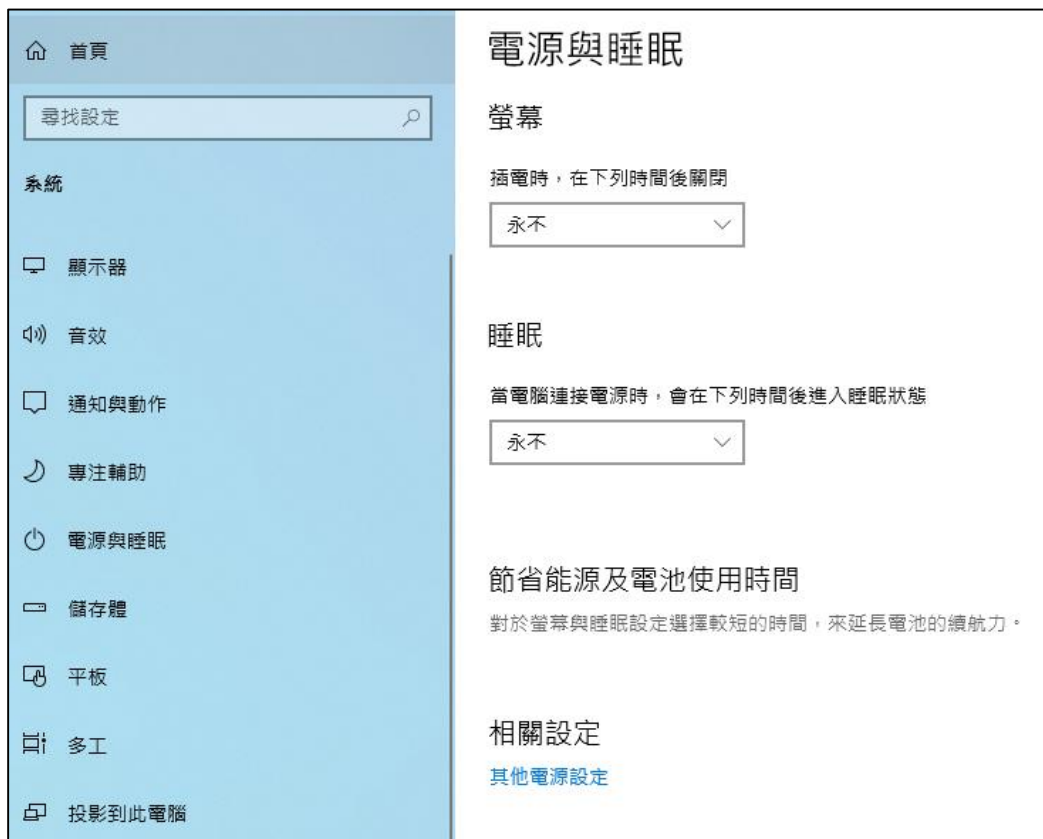 首頁
尋找設定
系統
顯示器
音效
通知與動作
專注輔助
電源與睡眠
儲存體
平板
多工
投影到此電腦
電源與睡眠
螢幕
插電時，在下列時間後關閉
永不
睡眠
當電腦連接電源時，會在下列時間後進入睡眠狀態
永不
節省能源及電池使用時間
對於螢幕與睡眠設定選擇較短的時間，來延長電池的續航力。
相關設定
其他電源設定